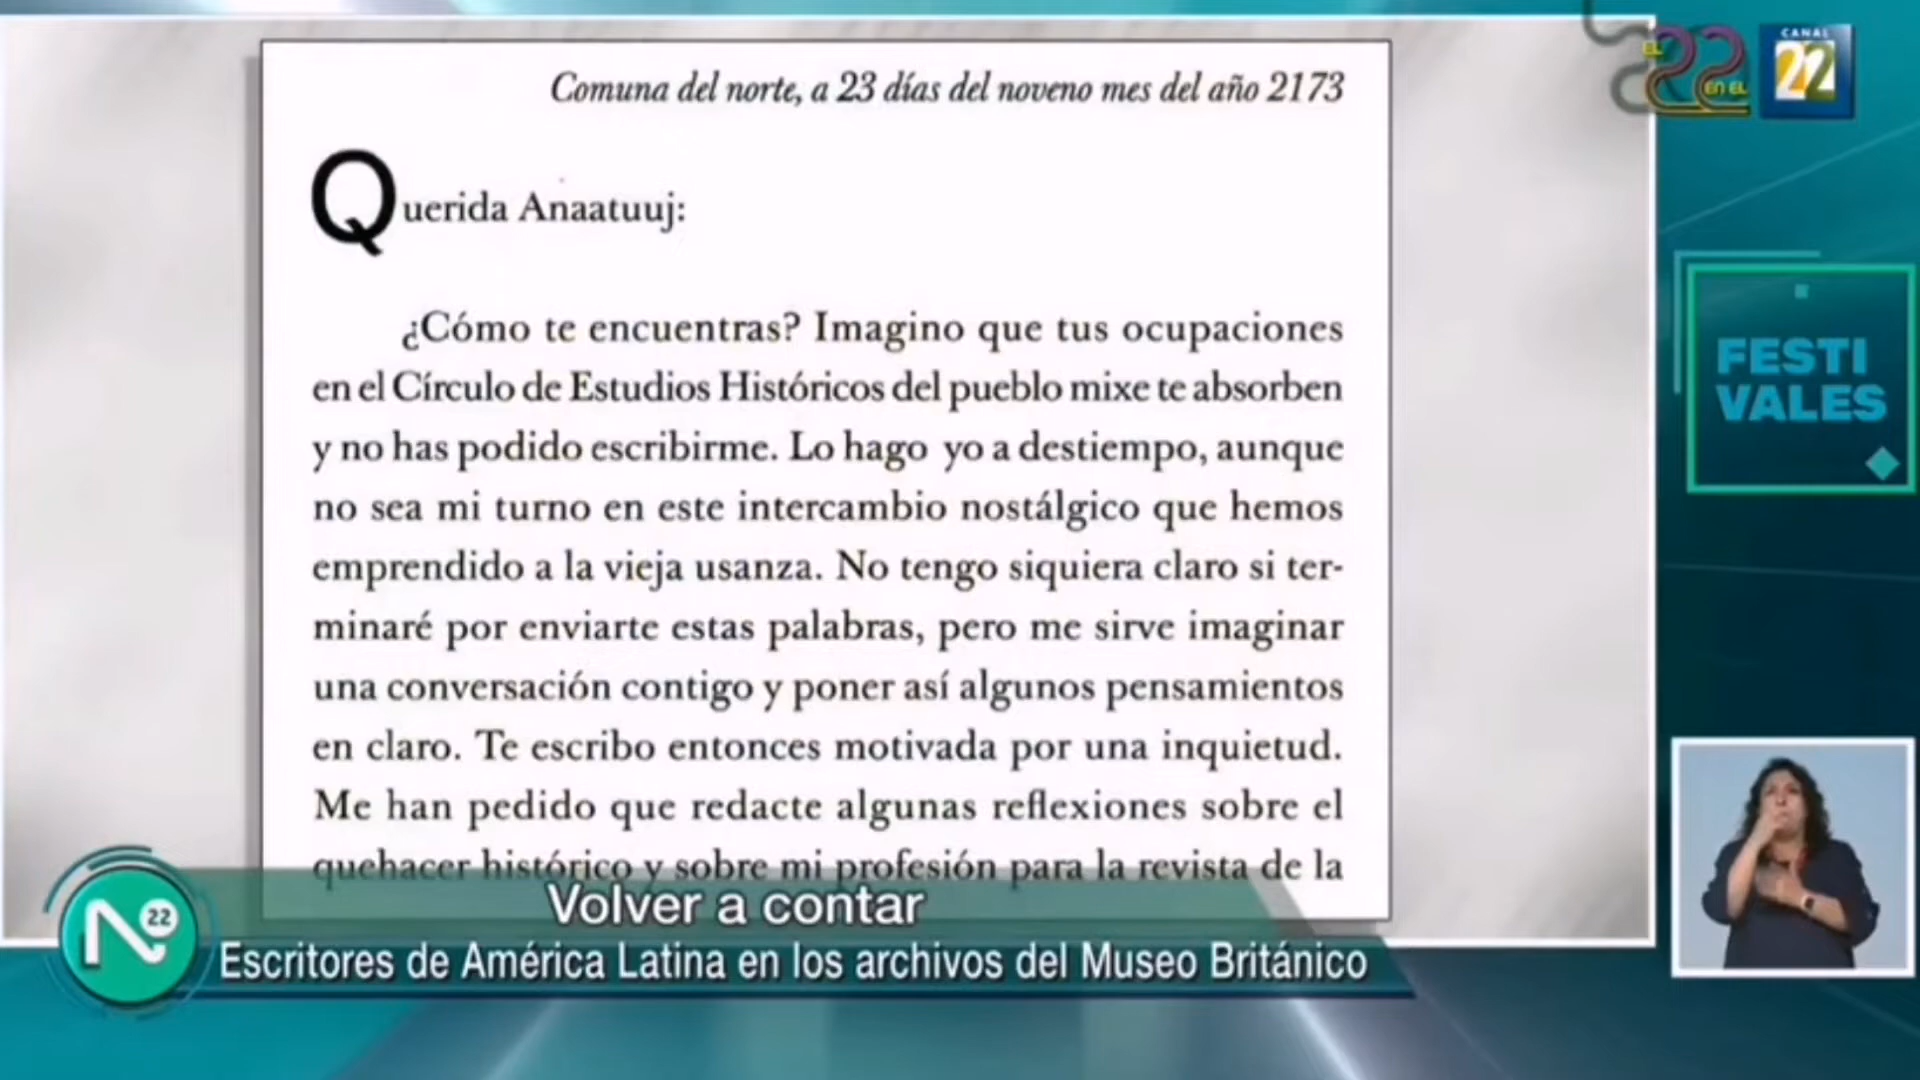 Comuna del norte, a 23 días del noveno mes del año 2173
Querida Anaatuuj:
¿Cómo te encuentras? Imagino que tus ocupaciones
en el Círculo de Estudios Históricos del pueblo mixe te absorben
y no has podido escribirme. Lo hago yo a destiempo, aunque
no sea mi turno en este intercambio nostálgico que hemos
emprendido a la vieja usanza. No tengo siquiera claro si ter-
minaré por enviarte estas palabras, pero me sirve imaginar
una conversación contigo y poner así algunos pensamientos
en claro. Te escribo entonces motivada por una inquietud.
Me han pedido que redacte algunas reflexiones sobre el
quehacer histórico y sobre mi profesión para la revista de la
Volver a contar
Escritores de América Latina en los archivos del Museo Británico
N22
EL 22 EN EL
CANAL
22
FESTI
VALES